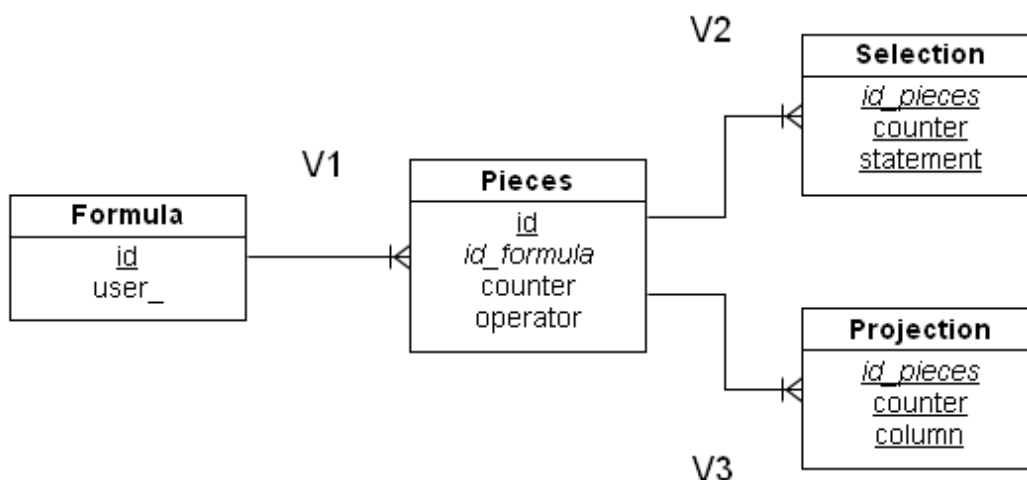 V1
Formula
id
user_
Pieces
id
id_formula
counter
operator
V2
Selection
id_pieces
counter
statement
Projection
id_pieces
counter
column
V3